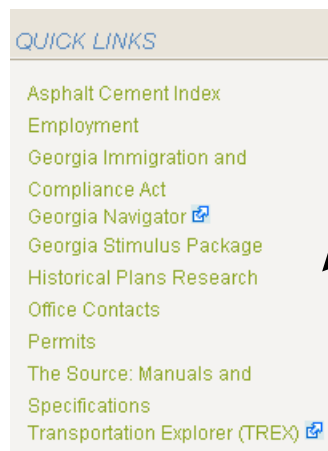 QUICK LINKS
Asphalt Cement Index
Employment
Georgia Immigration and
Compliance Act
Georgia Navigator
Georgia Stimulus Package
Historical Plans Research
Office Contacts
Permits
The Source: Manuals and
Specifications
Transportation Explorer (TREX)